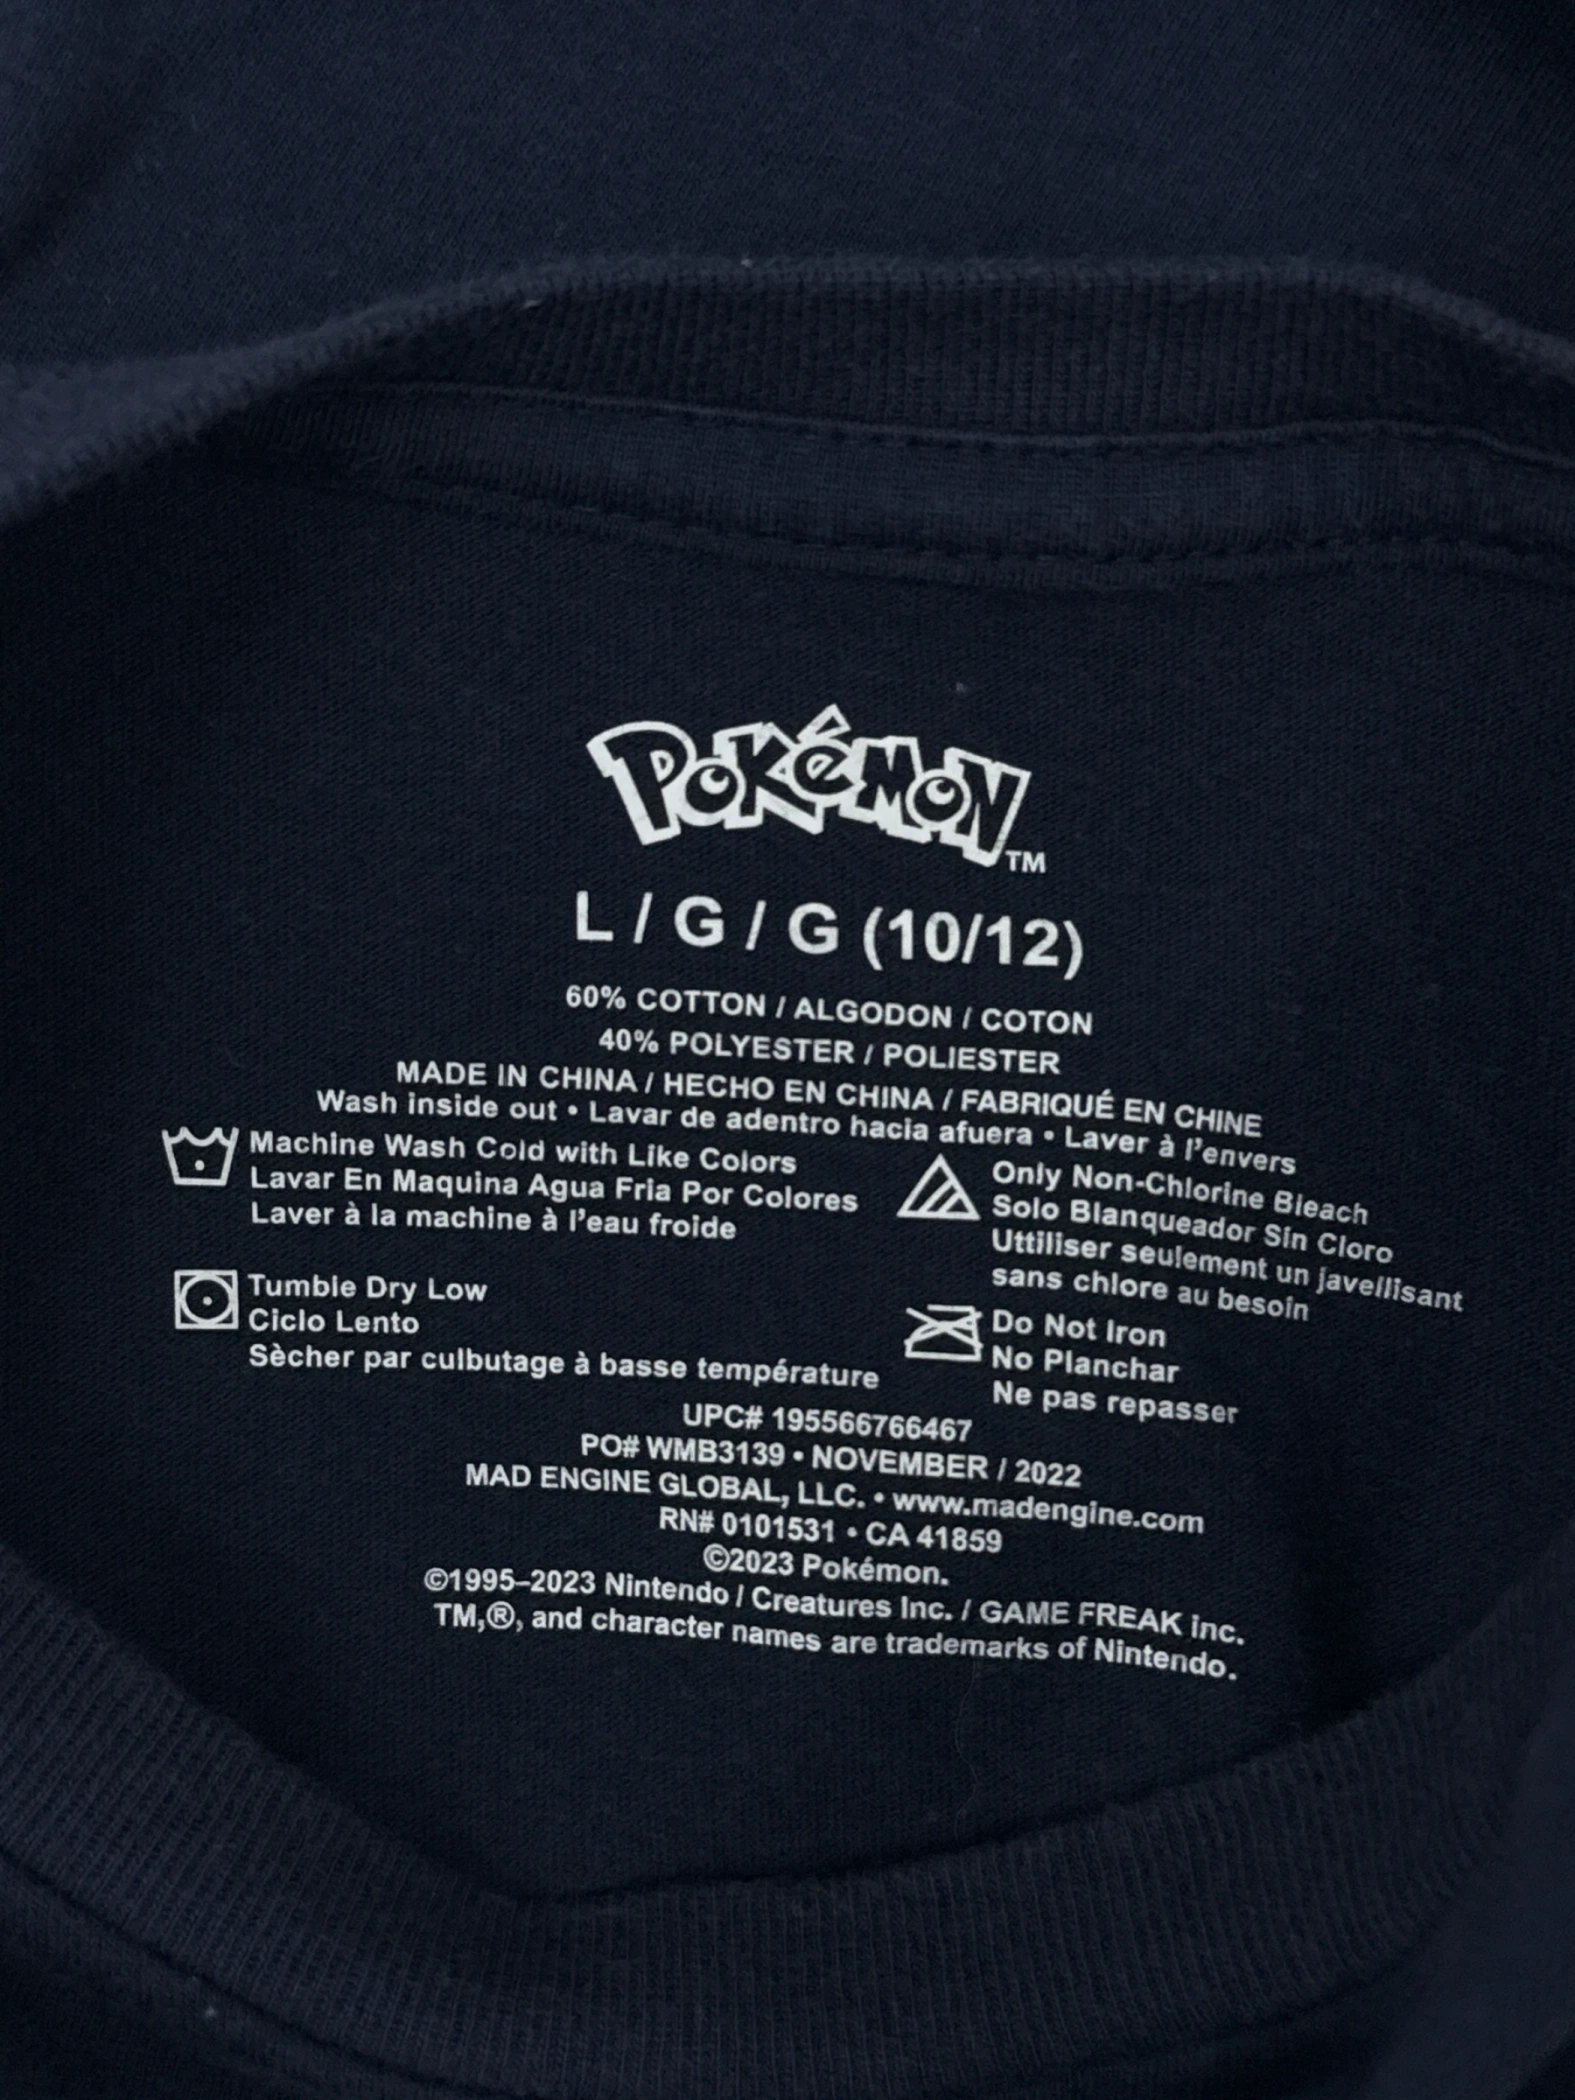 POKéMON TM
L / G / G (10/12)
60% COTTON / ALGODON / COTON
40% POLYESTER / POLIESTER
MADE IN CHINA / HECHO EN CHINA / FABRIQUÉ EN CHINE
Wash inside out • Lavar de adentro hacia afuera • Laver à l'envers
Machine Wash Cold with Like Colors
Lavar En Maquina Agua Fria Por Colores
Laver à la machine à l'eau froide
Only Non-Chlorine Bleach
Solo Blanqueador Sin Cloro
Uttiliser seulement un javellisant
sans chlore au besoin
Tumble Dry Low
Ciclo Lento
Sècher par culbutage à basse température
Do Not Iron
No Planchar
Ne pas repasser
UPC# 195566766467
PO# WMB3139 • NOVEMBER / 2022
MAD ENGINE GLOBAL, LLC. • www.madengine.com
RN# 0101531 • CA 41859
©2023 Pokémon.
©1995–2023 Nintendo / Creatures Inc. / GAME FREAK inc.
TM,®, and character names are trademarks of Nintendo.